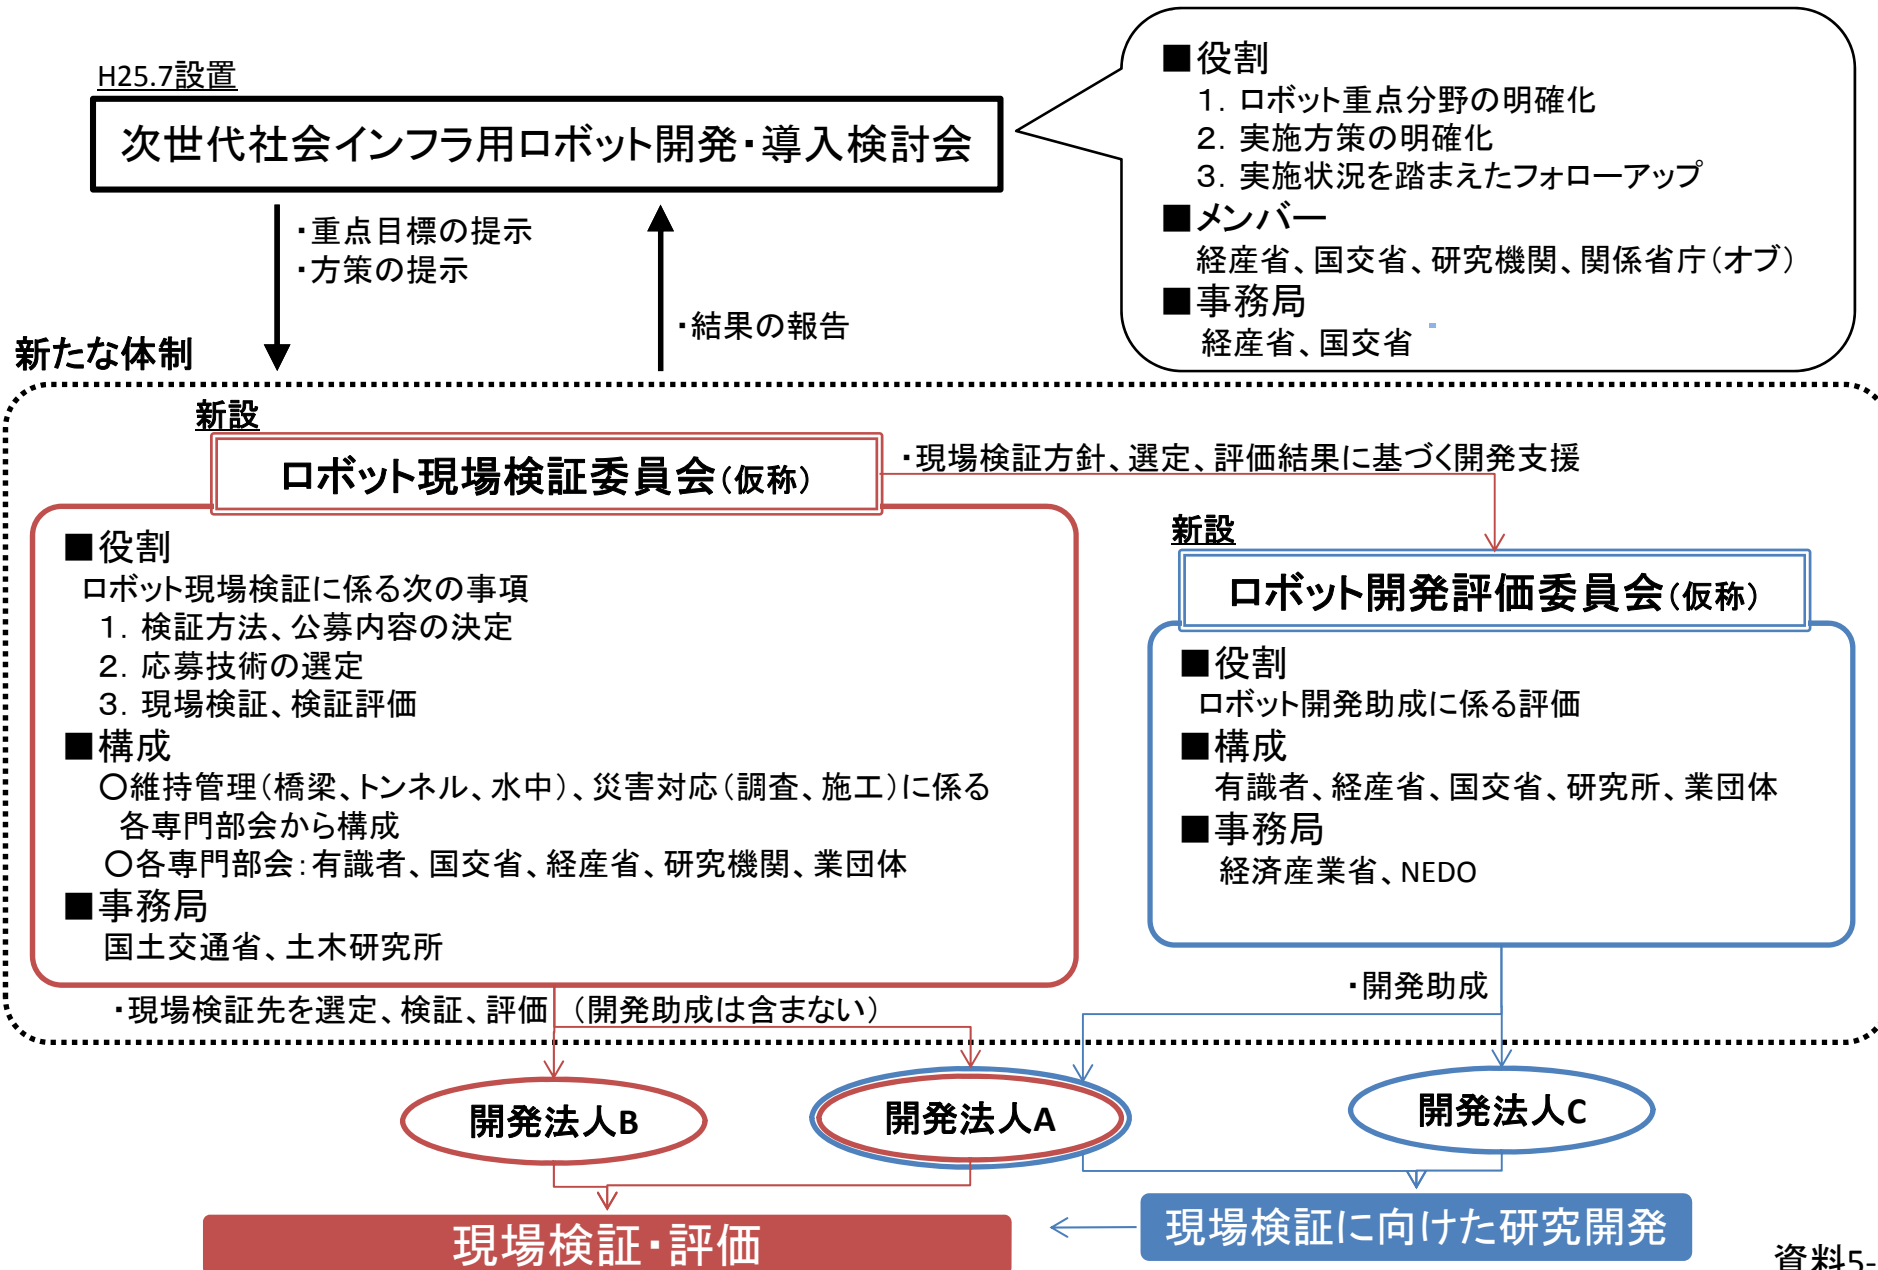 H25.7設置
次世代社会インフラ用ロボット開発・導入検討会
■役割
1. ロボット重点分野の明確化
2. 実施方策の明確化
3. 実施状況を踏まえたフォローアップ
■メンバー
経産省、国交省、研究機関、関係省庁(オブ)
■事務局
経産省、国交省
・重点目標の提示
・方策の提示
・結果の報告
新たな体制
新設
ロボット現場検証委員会(仮称)
・現場検証方針、選定、評価結果に基づく開発支援
■役割
ロボット現場検証に係る次の事項
1. 検証方法、公募内容の決定
2. 応募技術の選定
3. 現場検証、検証評価
■構成
○維持管理(橋梁、トンネル、水中)、災害対応(調査、施工)に係る
各専門部会から構成
○各専門部会:有識者、国交省、経産省、研究機関、業団体
■事務局
国土交通省、土木研究所
新設
ロボット開発評価委員会(仮称)
■役割
ロボット開発助成に係る評価
■構成
有識者、経産省、国交省、研究所、業団体
■事務局
経済産業省、NEDO
・現場検証先を選定、検証、評価 (開発助成は含まない)
・開発助成
開発法人B
開発法人A
開発法人C
現場検証・評価
現場検証に向けた研究開発
資料5-